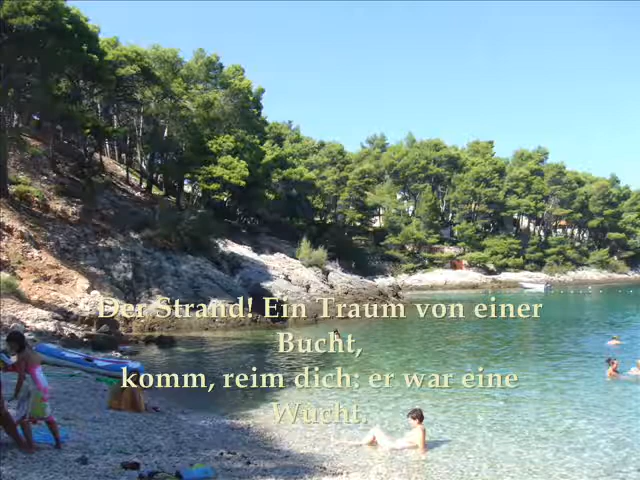 Der Strand! Ein Traum von einer
Bucht,
komm, reim dich: er war eine
Wucht.